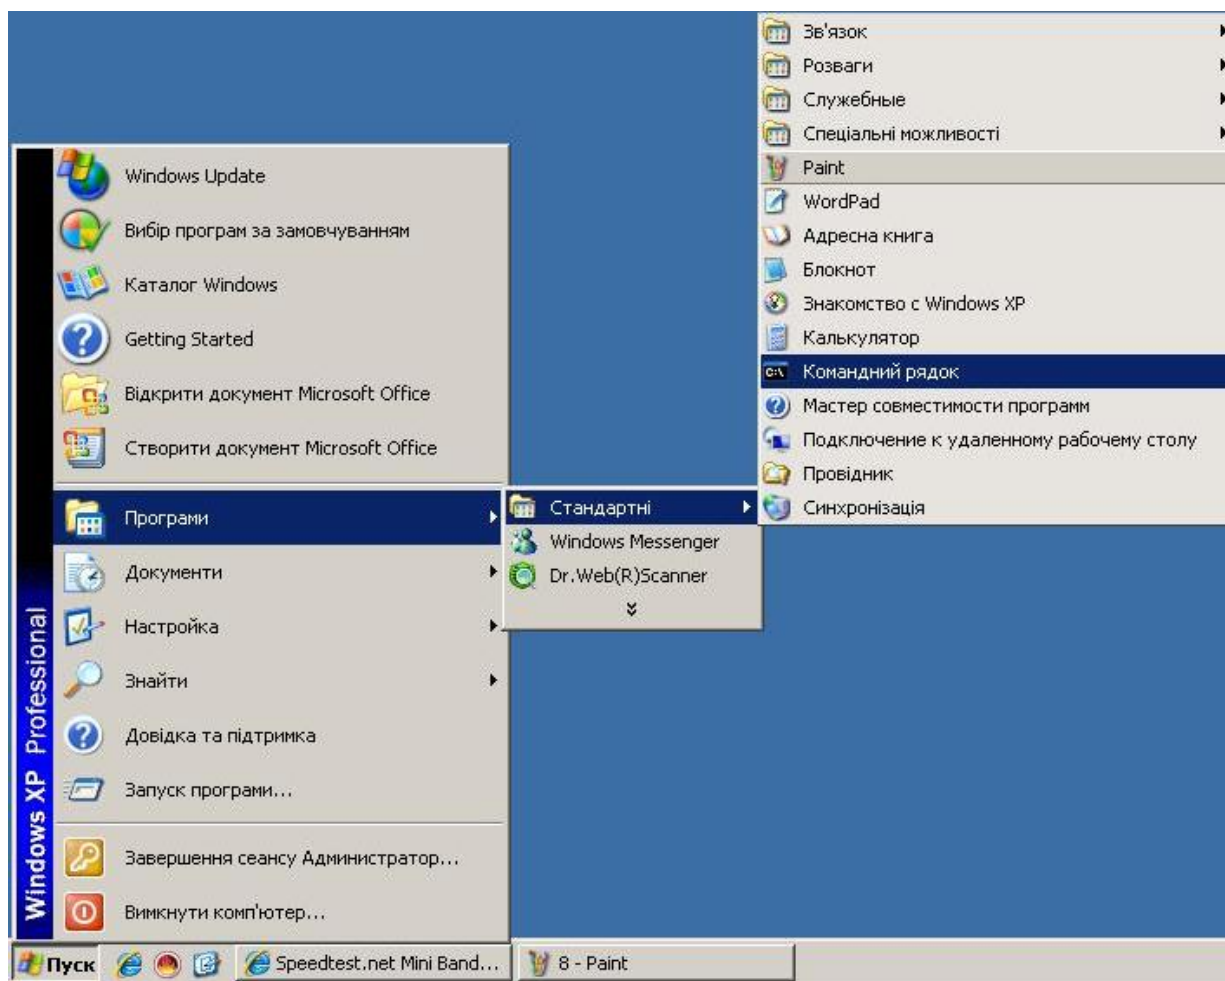 Зв'язок
Розваги
Служебные
Спеціальні можливості
Paint
WordPad
Адресна книга
Блокнот
Знакомство с Windows XP
Калькулятор
Командний рядок
Мастер совместимости программ
Подключение к удаленному рабочему столу
Провідник
Синхронізація
Windows Update
Вибір програм за замовчуванням
Каталог Windows
Getting Started
Відкрити документ Microsoft Office
Створити документ Microsoft Office
Програми
Документи
Настройка
Знайти
Довідка та підтримка
Запуск програми...
Завершення сеансу Администратор...
Вимкнути комп'ютер...
Стандартні
Windows Messenger
Dr.Web(R)Scanner
Windows XP Professional
Пуск
Speedtest.net Mini Band...
8 - Paint